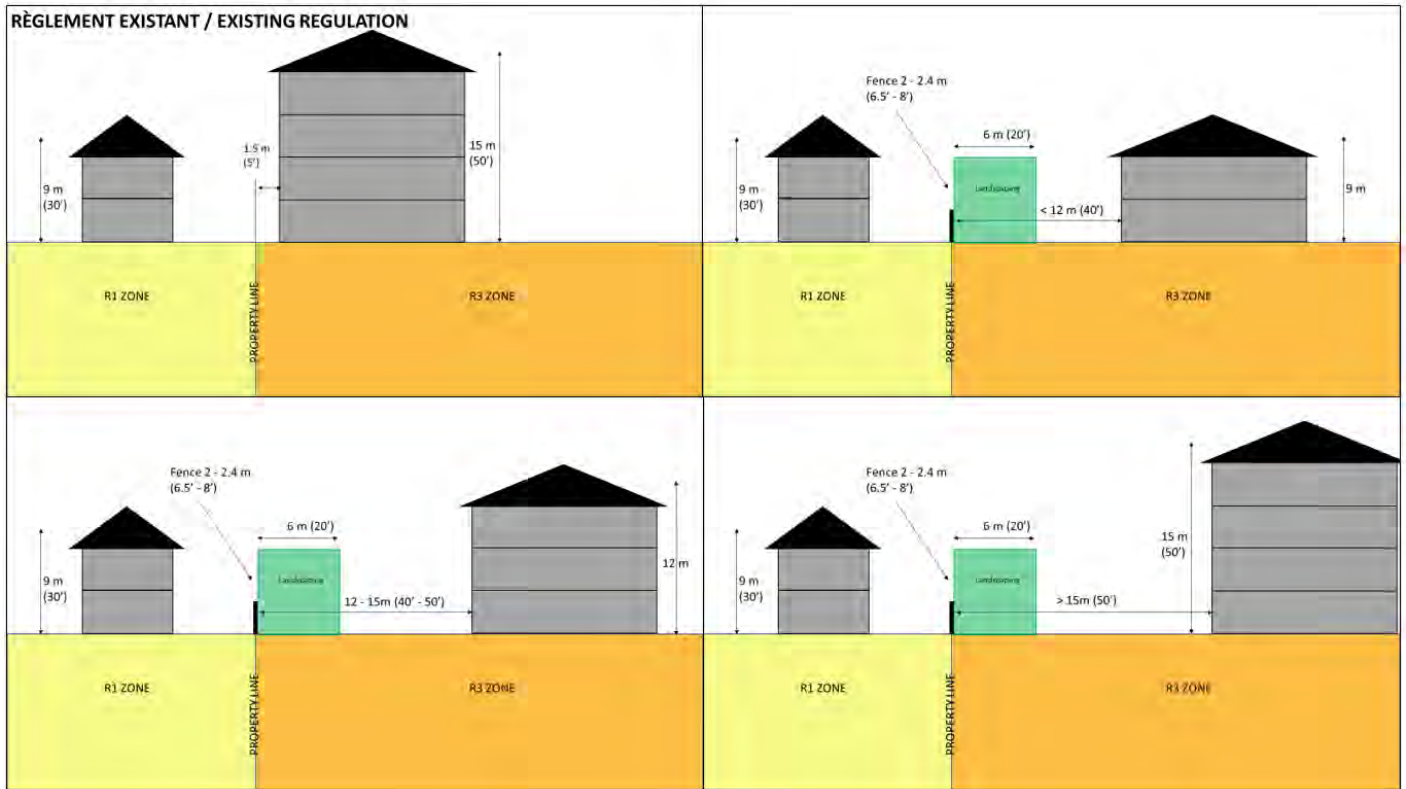 RÈGLEMENT EXISTANT / EXISTING REGULATION
9 m
(30')
1.5 m
(5')
15 m
(50')
R1 ZONE
PROPERTY LINE
R3 ZONE
Fence 2 - 2.4 m
(6.5' - 8')
6 m (20')
9 m
(30')
Landscaping
< 12 m (40')
9 m
R1 ZONE
PROPERTY LINE
R3 ZONE
Fence 2 - 2.4 m
(6.5' - 8')
6 m (20')
9 m
(30')
Landscaping
12 - 15m (40' - 50')
12 m
R1 ZONE
PROPERTY LINE
R3 ZONE
Fence 2 - 2.4 m
(6.5' - 8')
6 m (20')
15 m
(50')
9 m
(30')
Landscaping
> 15m (50')
R1 ZONE
PROPERTY LINE
R3 ZONE